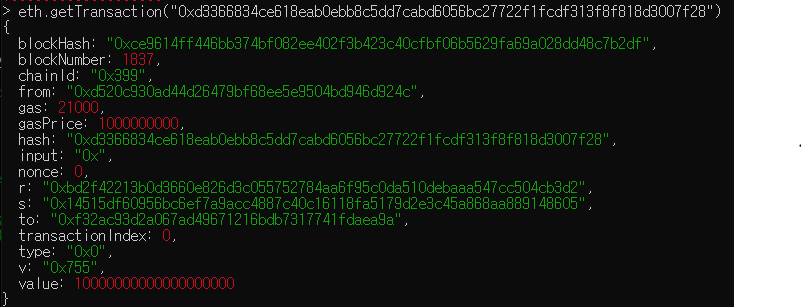 > eth.getTransaction("0xd3366834ce618eab0ebb8c5dd7cabd6056bc27722f1fcdf313f8f818d3007f28")
{
blockHash: "0xce9614ff446bb374bf082ee402f3b423c40cfbf06b5629fa69a028dd48c7b2df",
blockNumber: 1837,
chainId: "0x399",
from: "0xd520c930ad44d26479bf68ee5e9504bd946d924c",
gas: 21000,
gasPrice: 1000000000,
hash: "0xd3366834ce618eab0ebb8c5dd7cabd6056bc27722f1fcdf313f8f818d3007f28",
input: "0x",
nonce: 0,
r: "0xbd2f42213b0d3660e826d3c055752784aa6f95c0da510debaaa547cc504cb3d2",
s: "0x14515df60956bc6ef7a9acc4887c40c16118fa5179d2e3c45a868aa889148605",
to: "0xf32ac93d2a067ad49671216bdb7317741fdaea9a",
transactionIndex: 0,
type: "0x0",
v: "0x755",
value: 10000000000000000000
}